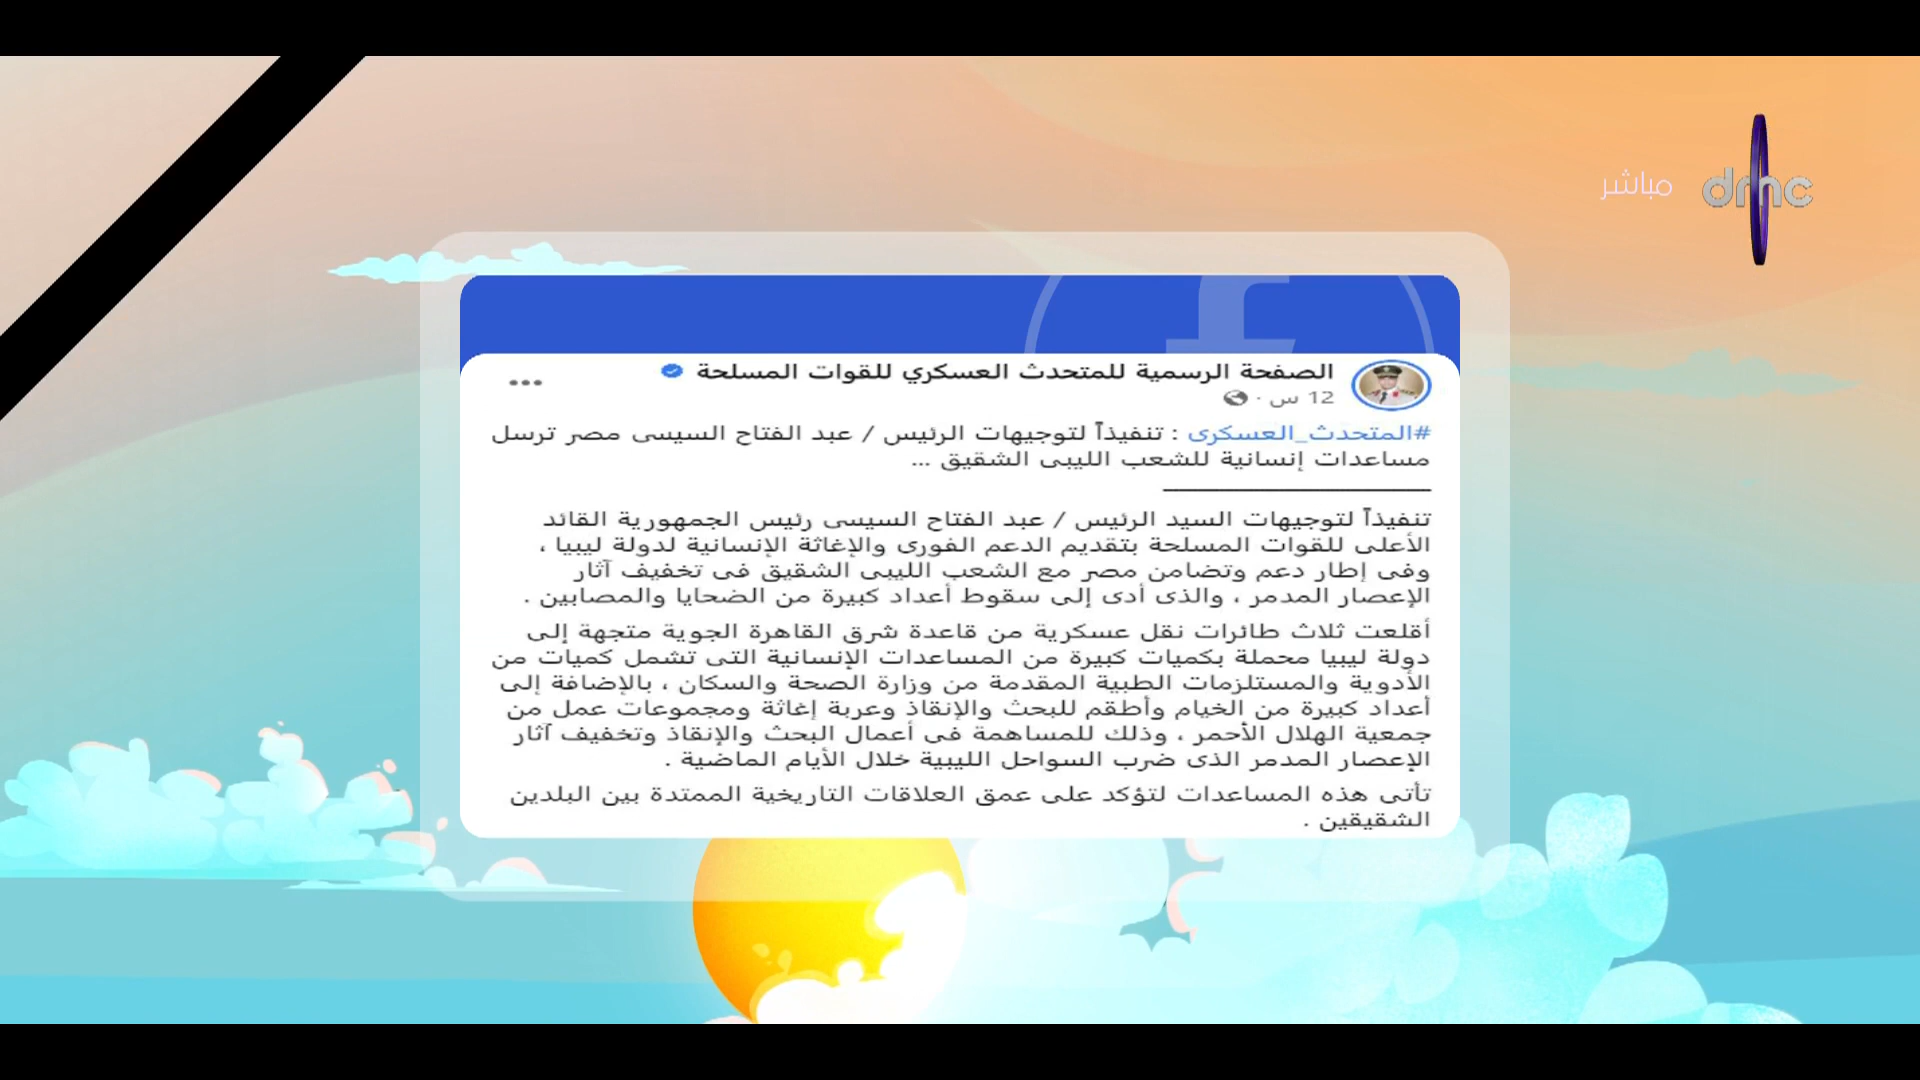 dmc مباشر
الصفحة الرسمية للمتحدث العسكري للقوات المسلحة
12 س ·
#المتحدث_العسكرى : تنفيذاً لتوجيهات الرئيس / عبد الفتاح السيسى مصر ترسل
مساعدات إنسانية للشعب الليبى الشقيق ...
تنفيذاً لتوجيهات السيد الرئيس / عبد الفتاح السيسى رئيس الجمهورية القائد
الأعلى للقوات المسلحة بتقديم الدعم الفورى والإغاثة الإنسانية لدولة ليبيا ،
وفى إطار دعم وتضامن مصر مع الشعب الليبى الشقيق فى تخفيف آثار
الإعصار المدمر ، والذى أدى إلى سقوط أعداد كبيرة من الضحايا والمصابين .
أقلعت ثلاث طائرات نقل عسكرية من قاعدة شرق القاهرة الجوية متجهة إلى
دولة ليبيا محملة بكميات كبيرة من المساعدات الإنسانية التى تشمل كميات من
الأدوية والمستلزمات الطبية المقدمة من وزارة الصحة والسكان ، بالإضافة إلى
أعداد كبيرة من الخيام وأطقم للبحث والإنقاذ وعربة إغاثة ومجموعات عمل من
جمعية الهلال الأحمر ، وذلك للمساهمة فى أعمال البحث والإنقاذ وتخفيف آثار
الإعصار المدمر الذى ضرب السواحل الليبية خلال الأيام الماضية .
تأتى هذه المساعدات لتؤكد على عمق العلاقات التاريخية الممتدة بين البلدين
الشقيقين .